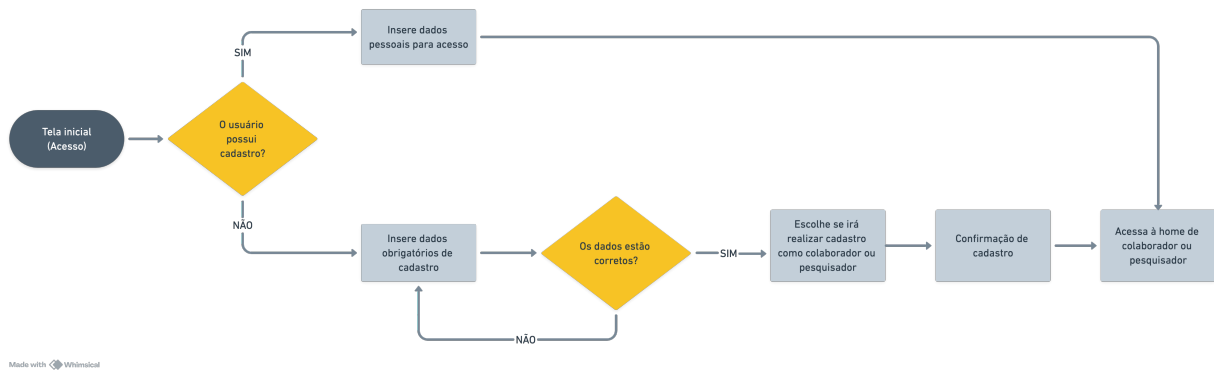 Tela inicial
(Acesso)
O usuário
possui
cadastro?
SIM
Insere dados
pessoais para acesso
NÃO
Insere dados
obrigatórios de
cadastro
Os dados estão
corretos?
NÃO
SIM
Escolhe se irá
realizar cadastro
como colaborador ou
pesquisador
Confirmação de
cadastro
Acessa à home de
colaborador ou
pesquisador
Made with Whimsical